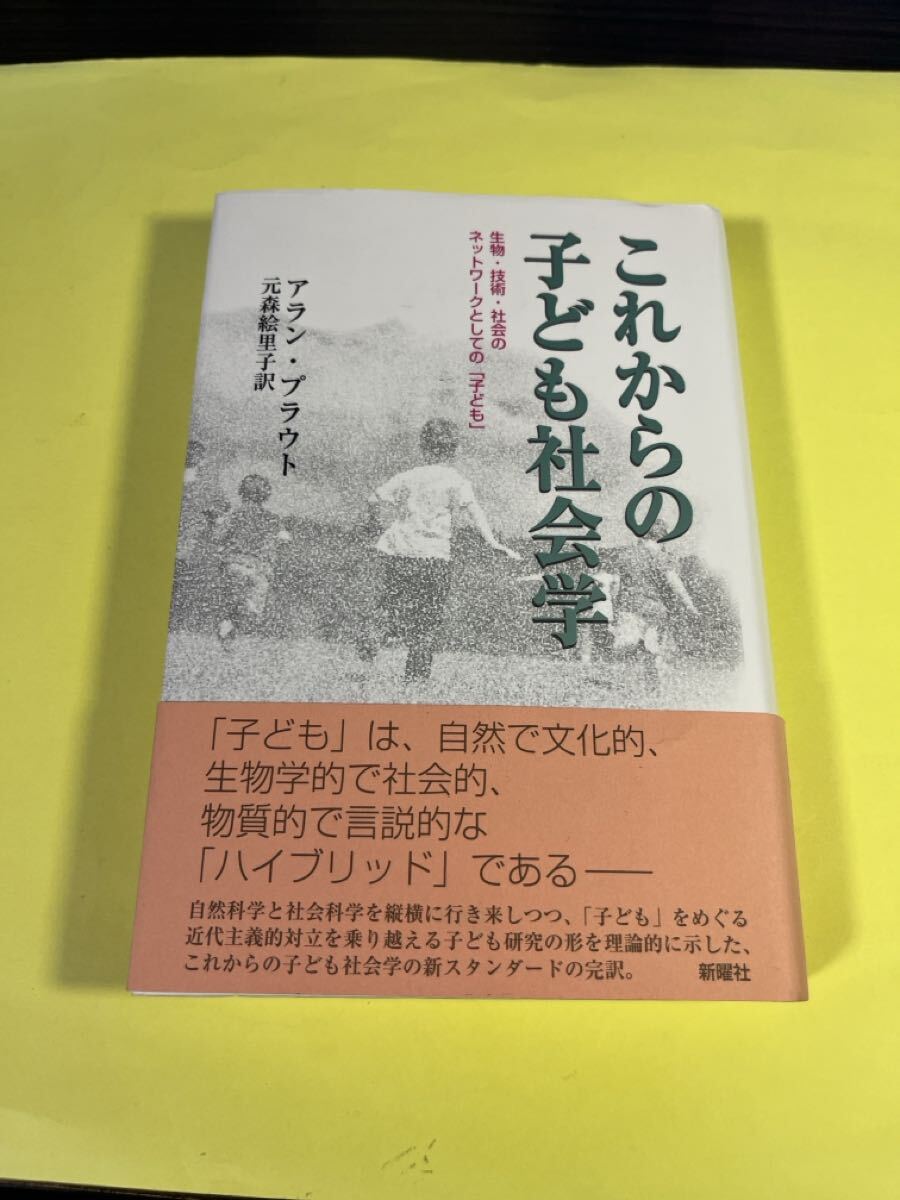 これからの
子ども社会学
生物・技術・社会の
ネットワークとしての「子ども」
アラン・プラウト
元森絵里子訳
「子ども」は、自然で文化的、
生物学的で社会的、
物質的で言説的な
「ハイブリッド」である——
自然科学と社会科学を縦横に行き来しつつ、「子ども」をめぐる
近代主義的対立を乗り越える子ども研究の形を理論的に示した、
これからの子ども社会学の新スタンダードの完訳。
新曜社